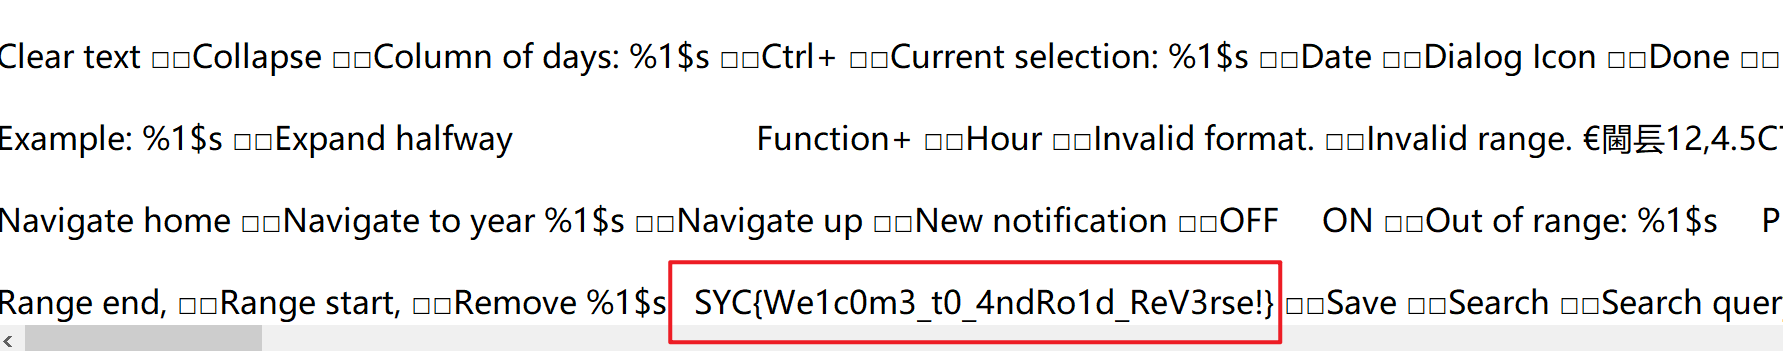 Clear text □□Collapse □□Column of days: %1$s □□Ctrl+ □□Current selection: %1$s □□Date □□Dialog Icon □□Done □□
Example: %1$s □□Expand halfway Function+ □□Hour □□Invalid format. □□Invalid range. €閫镸12,4.5C
Navigate home □□Navigate to year %1$s □□Navigate up □□New notification □□OFF ON □□Out of range: %1$s P
Range end, □□Range start, □□Remove %1$s SYC{We1c0m3_t0_4ndRo1d_ReV3rse!} □□Save □□Search □□Search quer